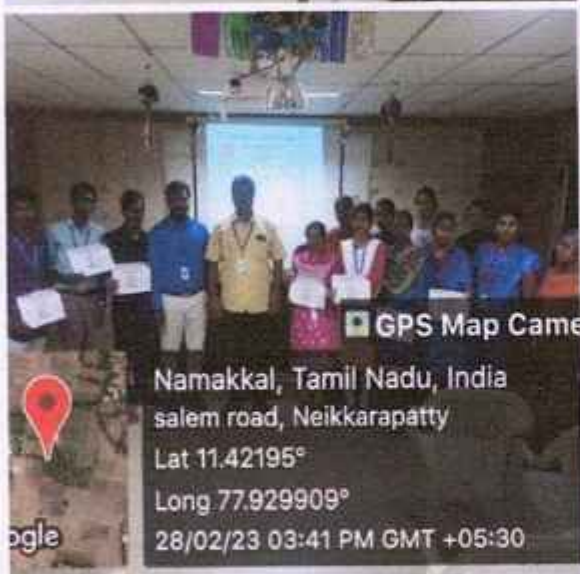 GPS Map Came
Namakkal, Tamil Nadu, India
salem road, Neikkarapatty
Lat 11.42195°
Long 77.929909°
28/02/23 03:41 PM GMT +05:30
ogle